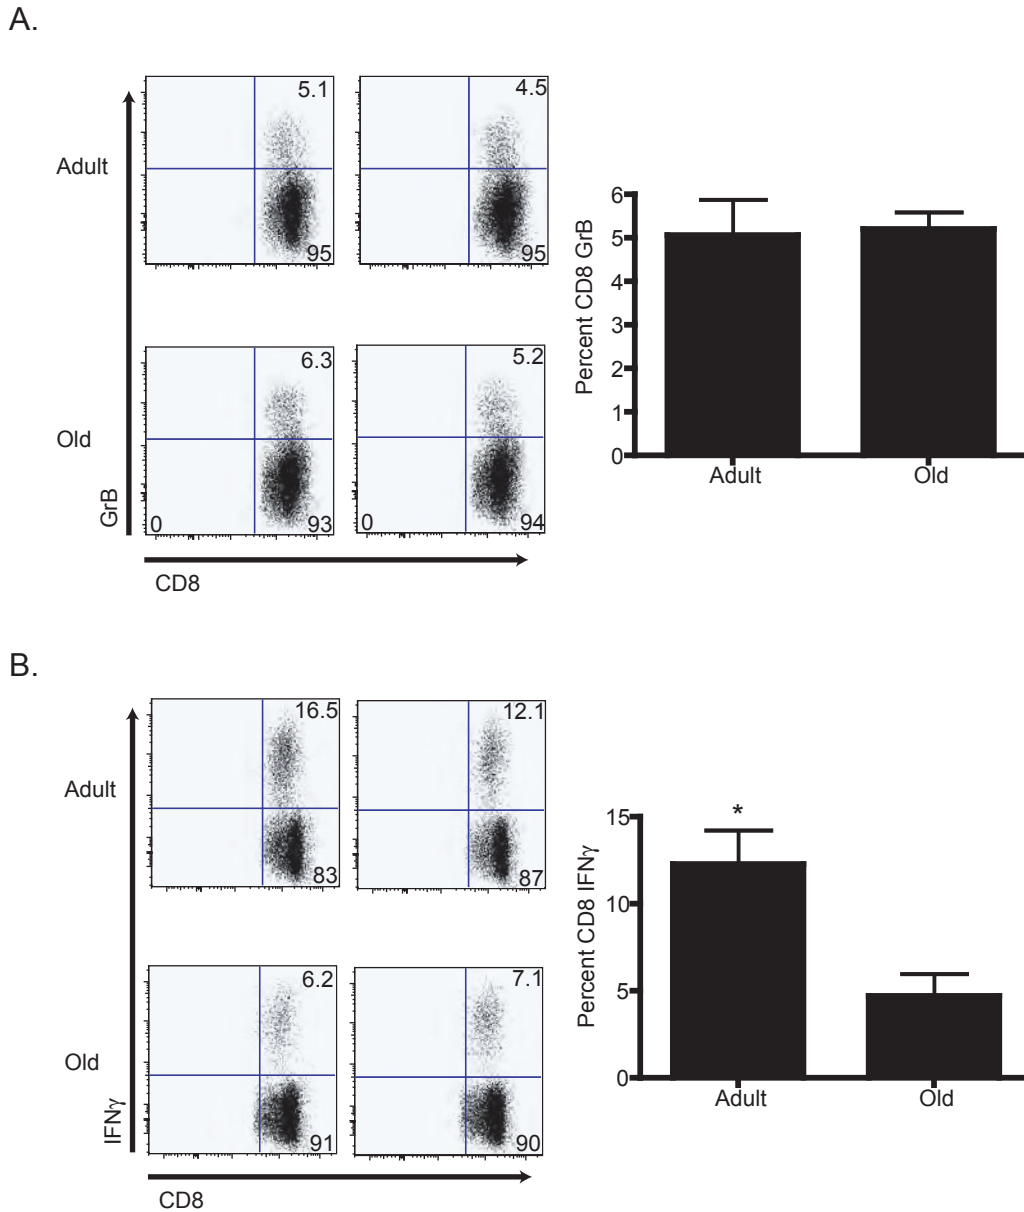 A.
Adult
5.1
95
4.5
95
Old
6.3
0
93
5.2
0
94
GrB
CD8
Percent CD8 GrB
6
5
4
3
2
1
0
Adult
Old
B.
Adult
16.5
83
12.1
87
Old
6.2
91
7.1
90
IFNγ
CD8
Percent CD8 IFNγ
15
10
5
0
*
Adult
Old